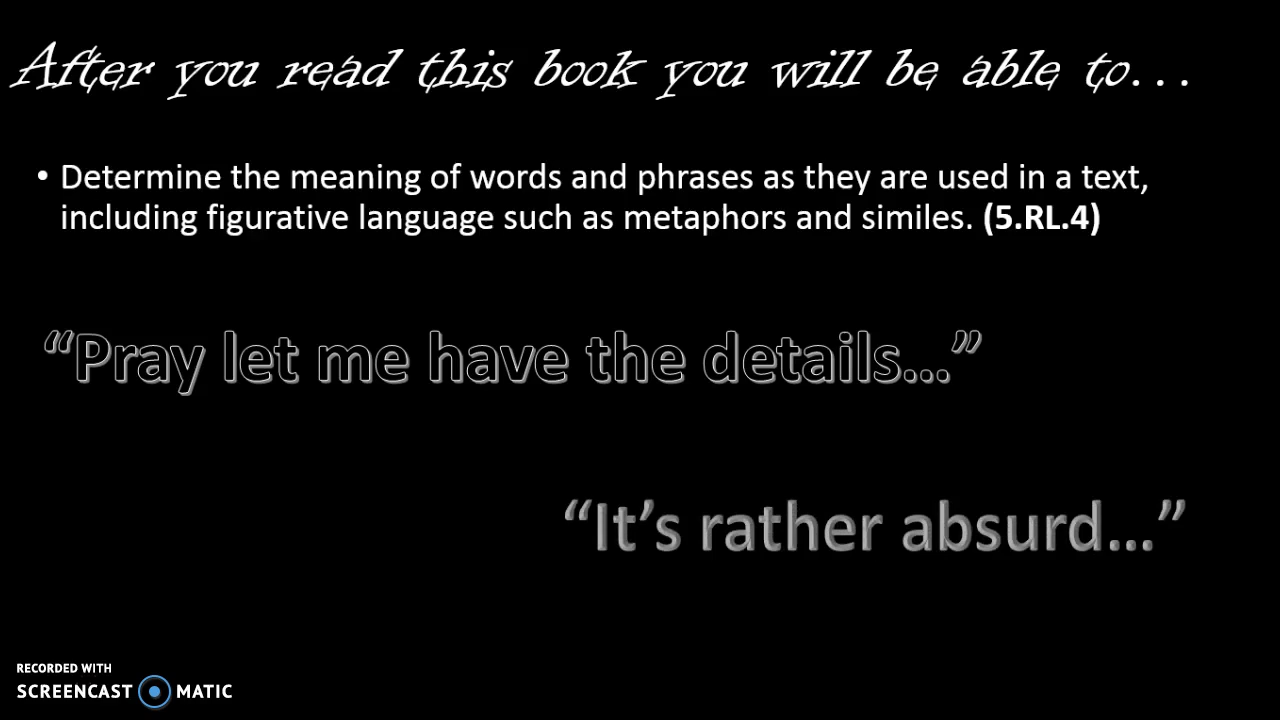 After you read this book you will be able to...
• Determine the meaning of words and phrases as they are used in a text,
including figurative language such as metaphors and similes. (5.RL.4)
“Pray let me have the details...”
“It’s rather absurd...”
RECORDED WITH
SCREENCAST MATIC